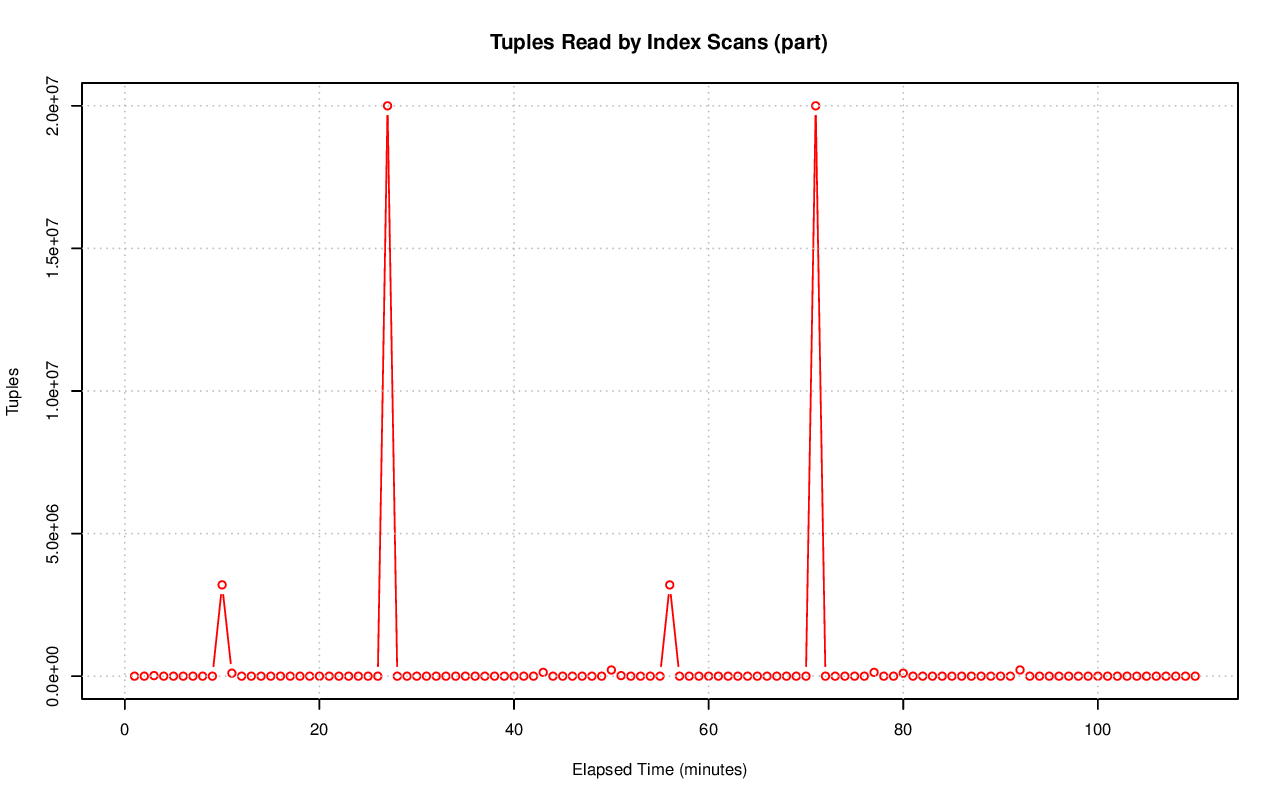 Tuples Read by Index Scans (part)
2.0e+07
1.5e+07
1.0e+07
5.0e+06
0.0e+00
Tuples
0 20 40 60 80 100
Elapsed Time (minutes)